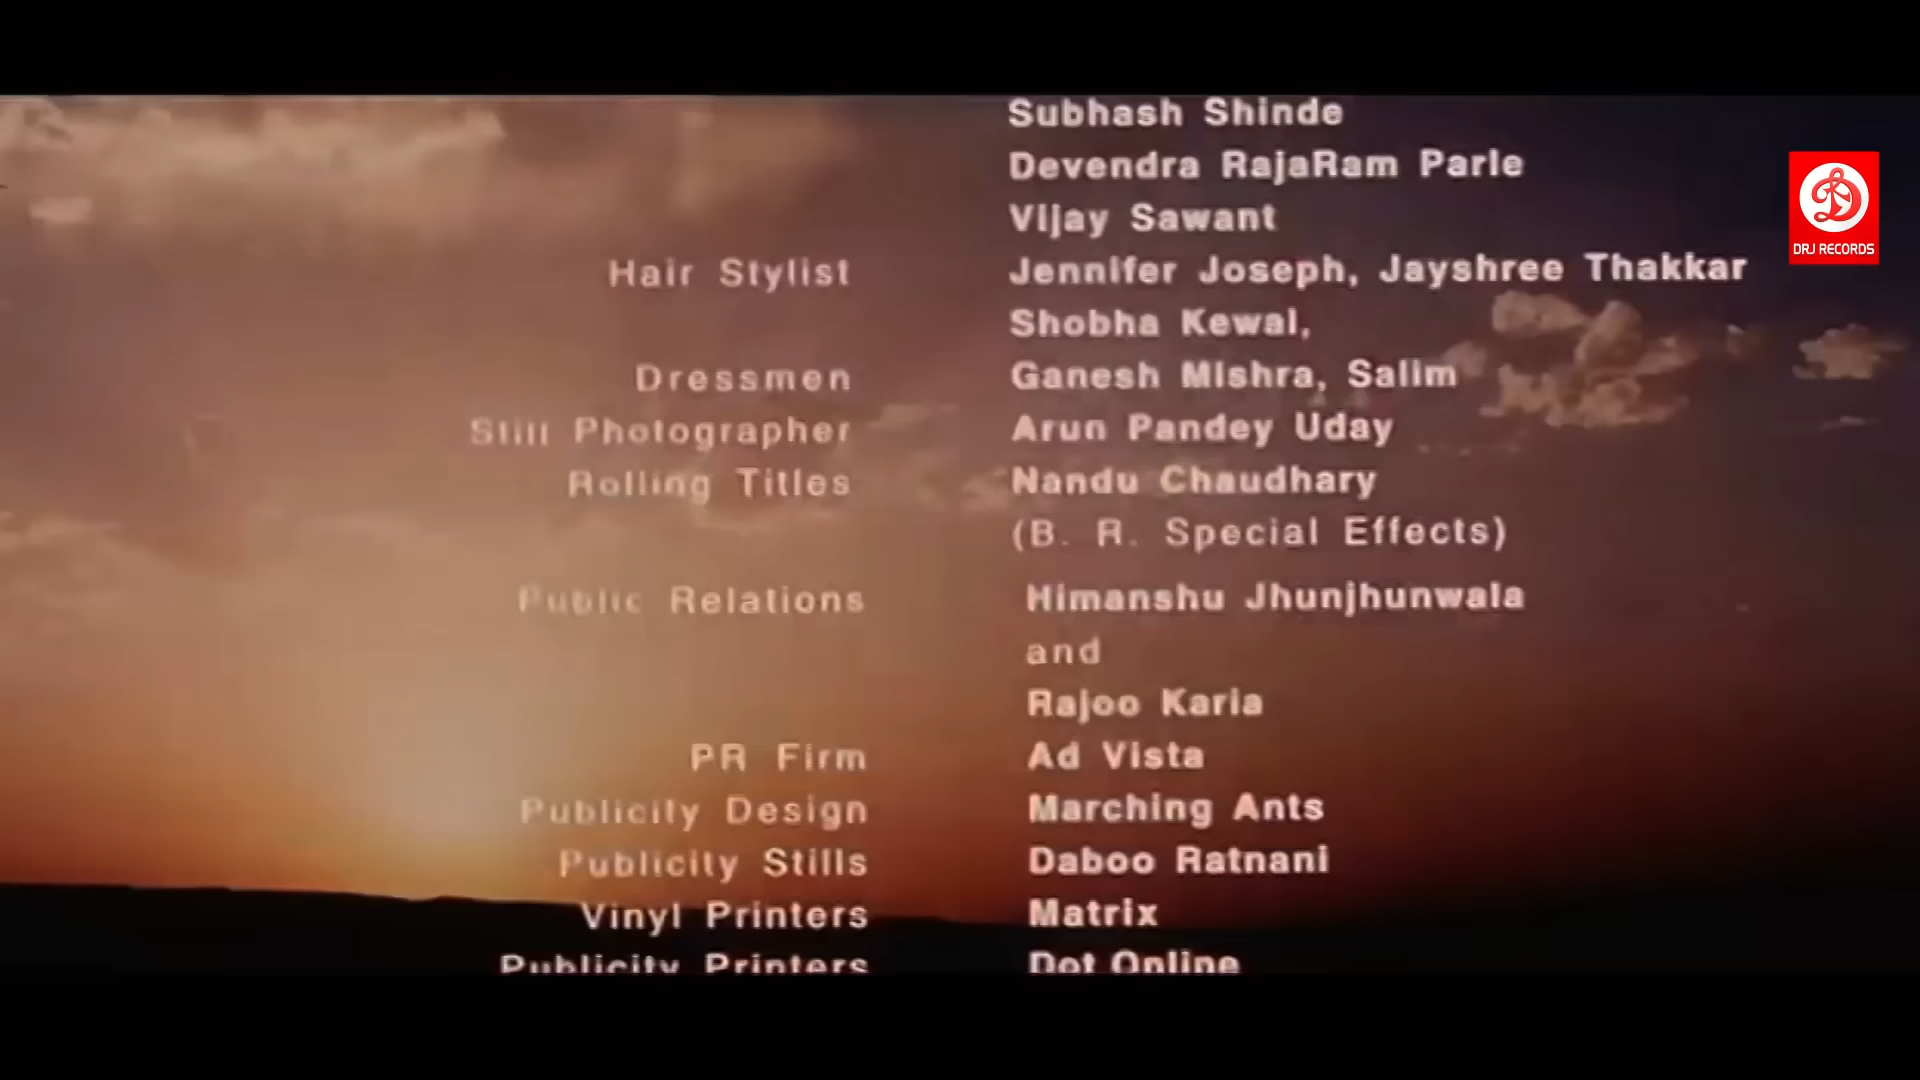 Subhash Shinde
Devendra RajaRam Parle
Vijay Sawant
Hair Stylist Jennifer Joseph, Jayshree Thakkar
Shobha Kewal,
Dressmen Ganesh Mishra, Salim
Still Photographer Arun Pandey Uday
Rolling Titles Nandu Chaudhary
(B. R. Special Effects)
Public Relations Himanshu Jhunjhunwala
and
Rajoo Karia
PR Firm Ad Vista
Publicity Design Marching Ants
Publicity Stills Daboo Ratnani
Vinyl Printers Matrix
Publicity Printers Dot Online
DRJ RECORDS